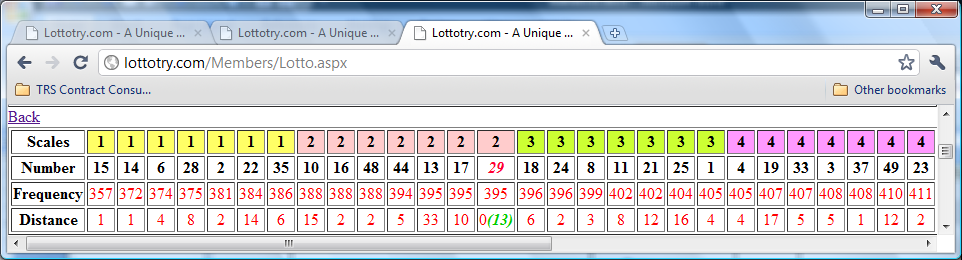 Lottotry.com - A Unique ... Lottotry.com - A Unique ... Lottotry.com - A Unique ...
lottotry.com/Members/Lotto.aspx
TRS Contract Consu... Other bookmarks
Back
Scales 1 1 1 1 1 1 1 2 2 2 2 2 2 2 3 3 3 3 3 3 3 4 4 4 4 4 4 4
Number 15 14 6 28 2 22 35 10 16 48 44 13 17 29 18 24 8 11 21 25 1 4 19 33 3 37 49 23
Frequency 357 372 374 375 381 384 386 388 388 388 394 395 395 395 396 396 399 402 402 404 405 405 407 407 408 408 410 411
Distance 1 1 4 8 2 14 6 15 2 2 5 33 10 0(13) 6 2 3 8 12 16 4 4 17 5 5 1 12 2